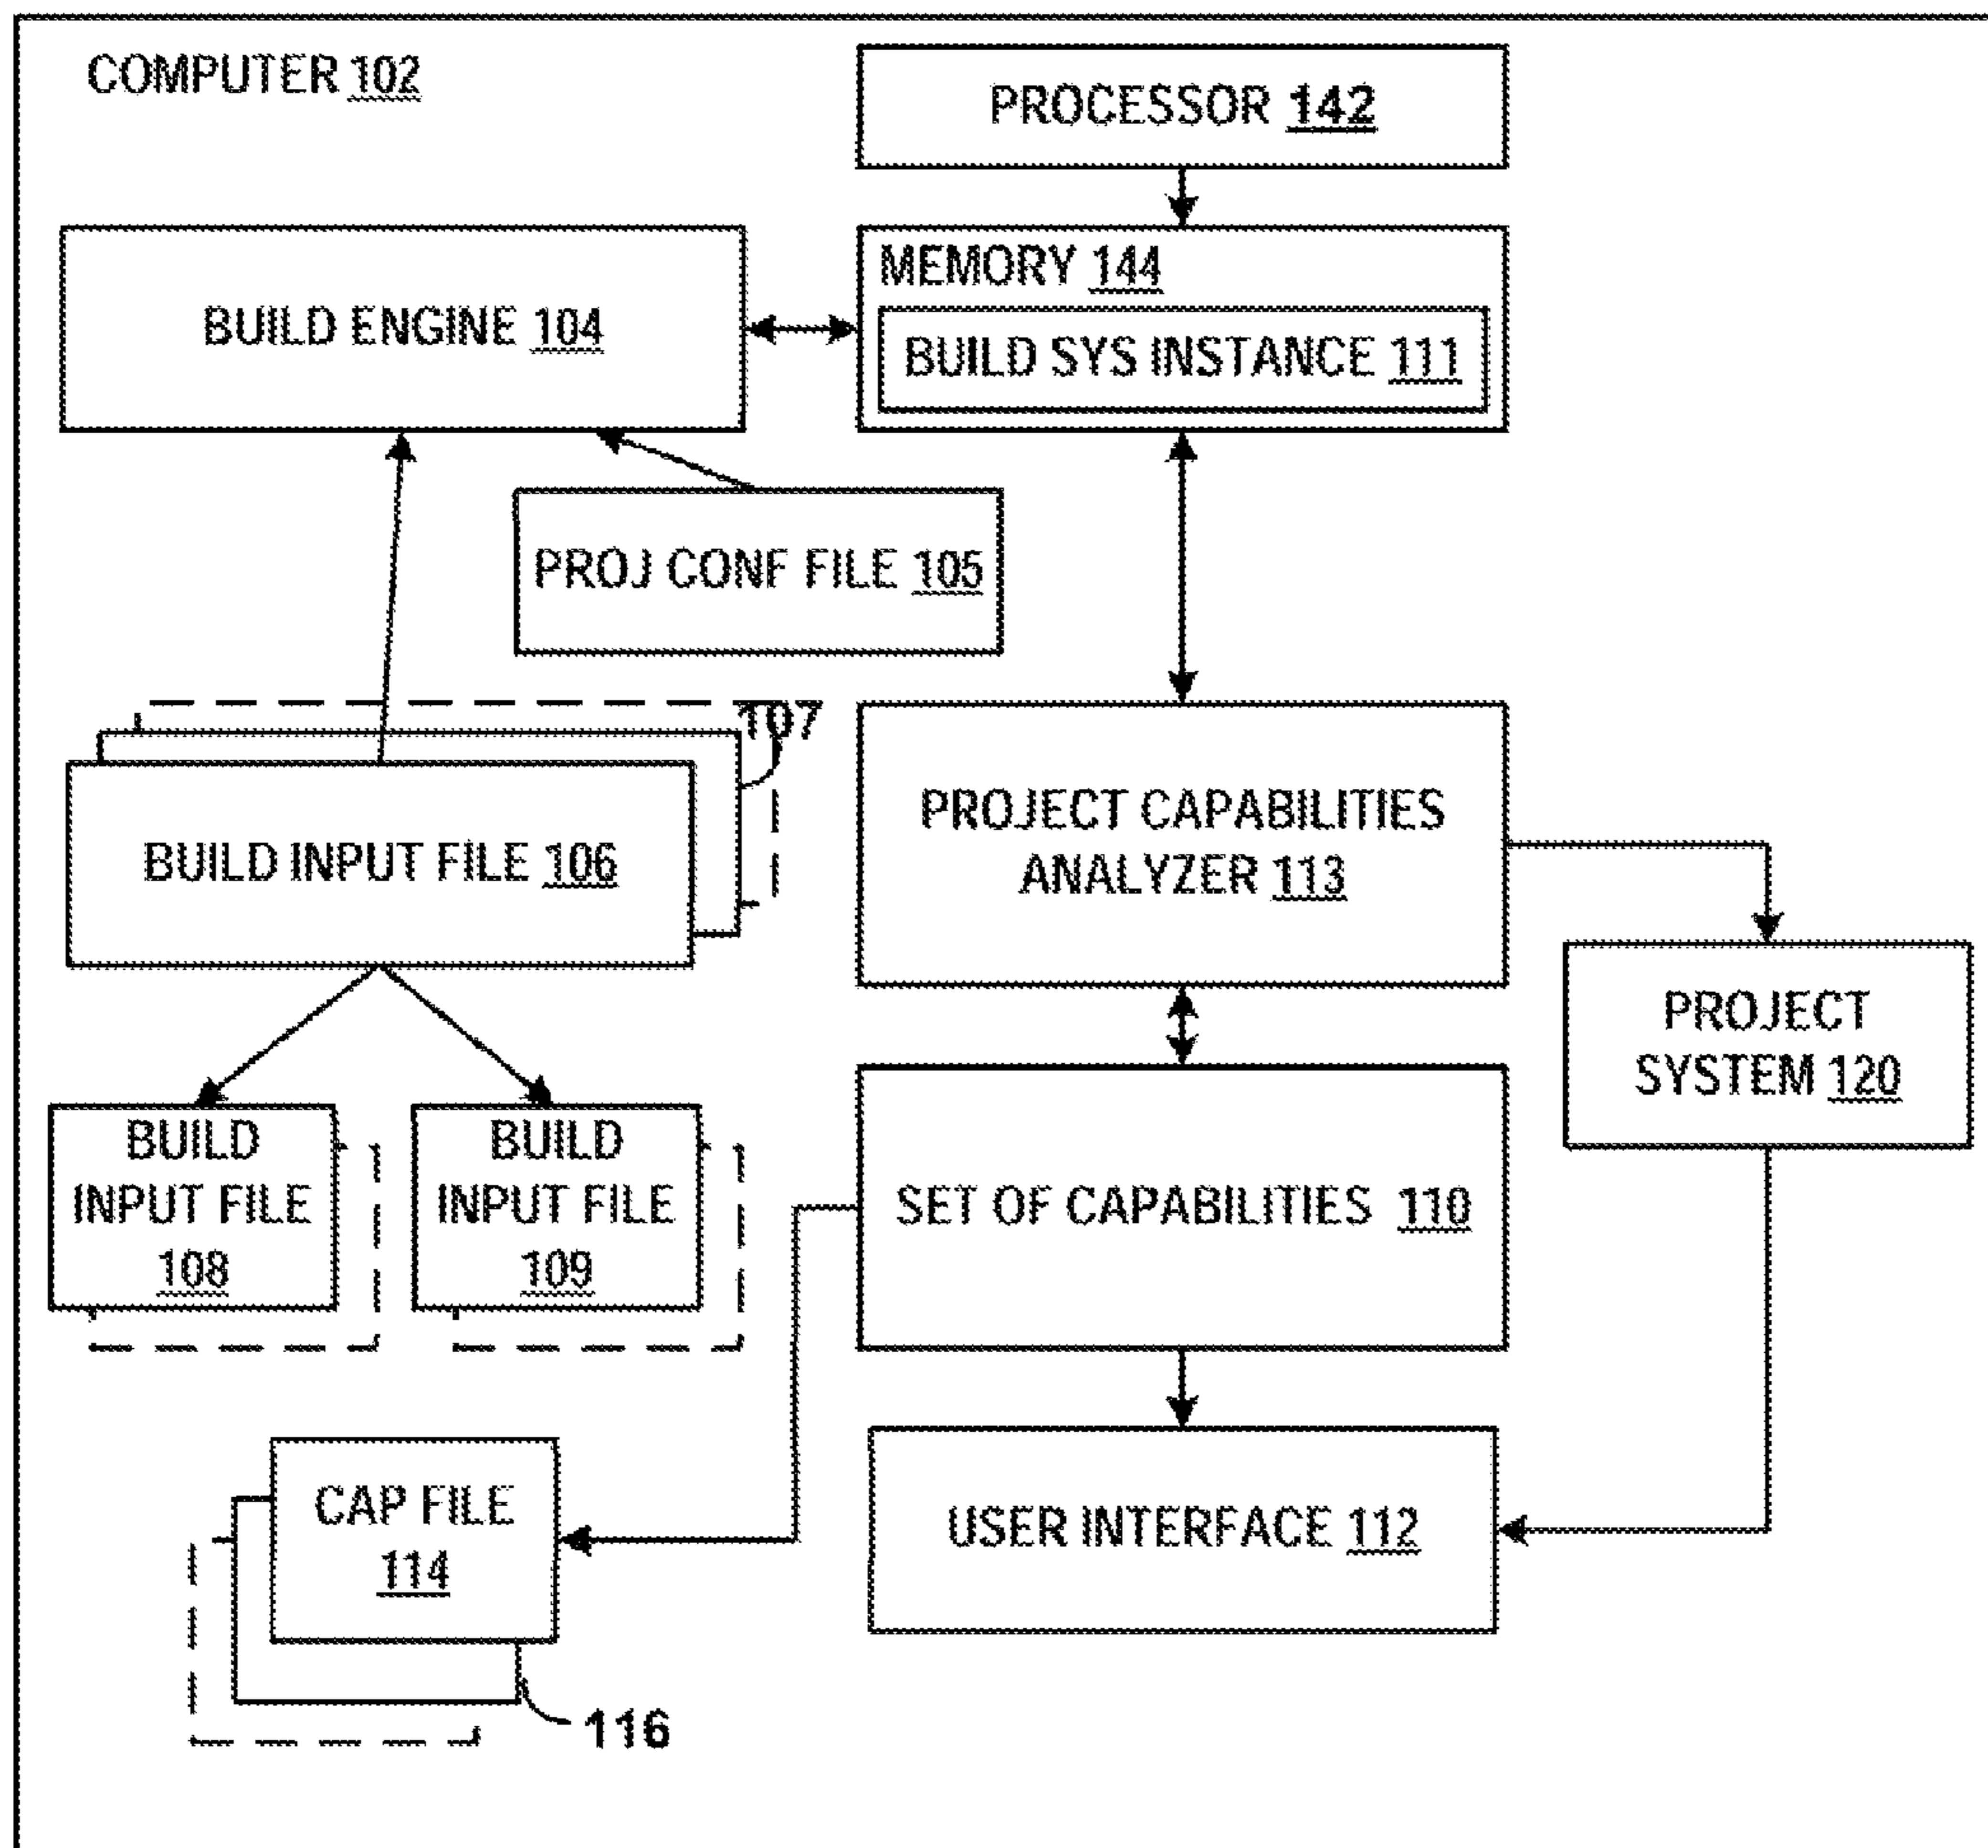 COMPUTER 102
PROCESSOR 142
MEMORY 144
BUILD ENGINE 104
BUILD SYS INSTANCE 111
PROJ CONF FILE 105
107
BUILD INPUT FILE 106
PROJECT CAPABILITIES
ANALYZER 113
PROJECT
SYSTEM 120
BUILD
INPUT FILE
108
BUILD
INPUT FILE
109
SET OF CAPABILITIES 110
CAP FILE
114
USER INTERFACE 112
116